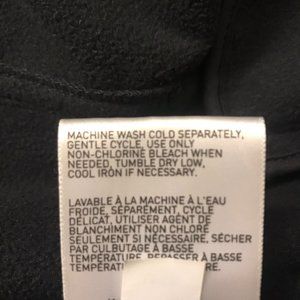 MACHINE WASH COLD SEPARATELY,
GENTLE CYCLE, USE ONLY
NON-CHLORINE BLEACH WHEN
NEEDED, TUMBLE DRY LOW,
COOL IRON IF NECESSARY.
LAVABLE À LA MACHINE À L'EAU
FROIDE, SÉPARÉMENT, CYCLE
DÉLICAT, UTILISER AGENT DE
BLANCHIMENT NON CHLORÉ
SEULEMENT SI NÉCESSAIRE, SÉCHER
PAR CULBUTAGE À BASSE
TEMPÉRATURE, REPASSER À BASSE